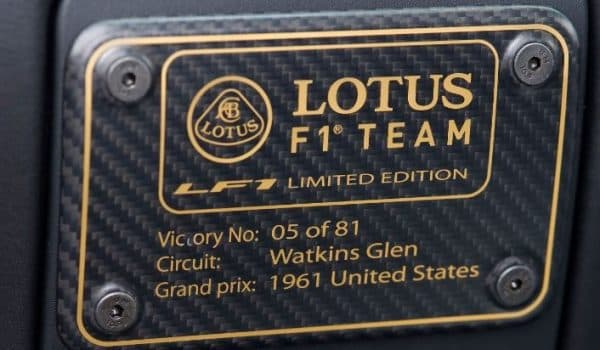 LOTUS
LOTUS
F1® TEAM
LF1 LIMITED EDITION
Victory No: 05 of 81
Circuit: Watkins Glen
Grand prix: 1961 United States